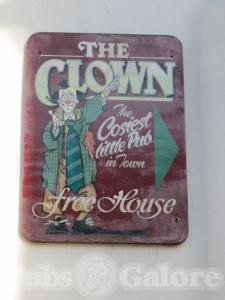 THE
CLOWN
The
Cosiest
little Pub
in Town
free House
Pubs Galore